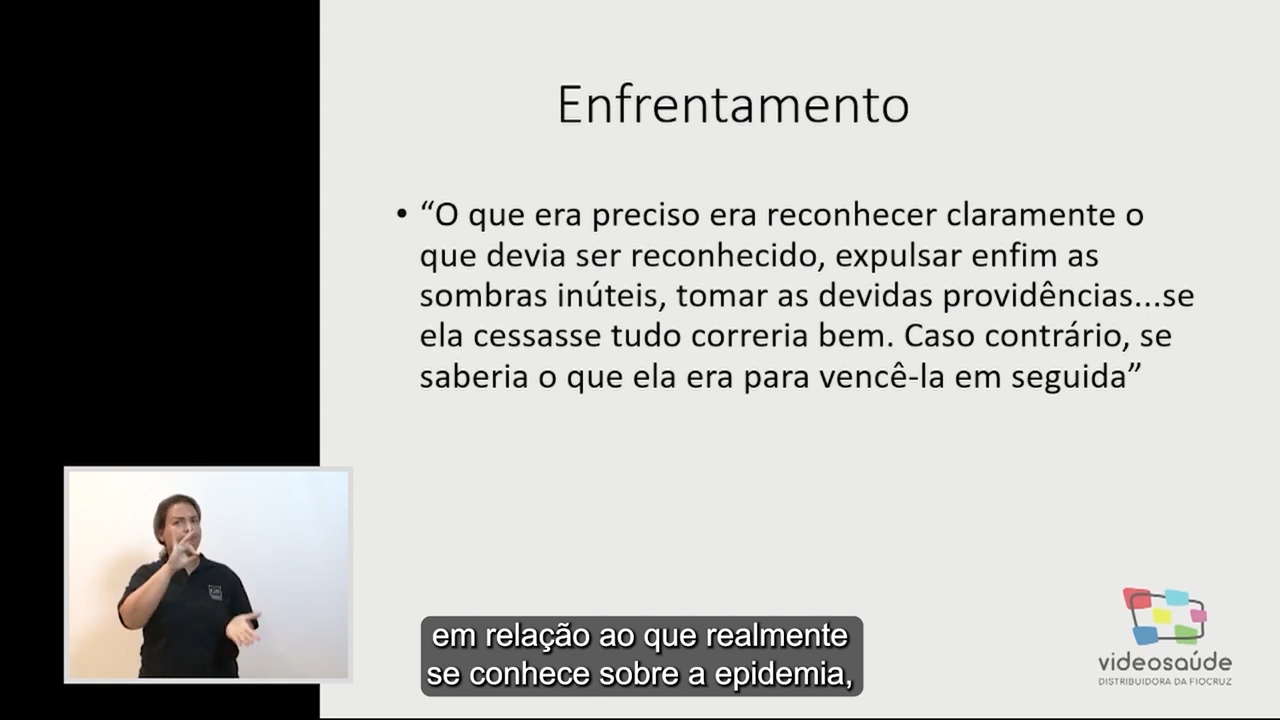 Enfrentamento
• “O que era preciso era reconhecer claramente o
que devia ser reconhecido, expulsar enfim as
sombras inúteis, tomar as devidas providências...se
ela cessasse tudo correria bem. Caso contrário, se
saberia o que ela era para vencê-la em seguida”
em relação ao que realmente
se conhece sobre a epidemia,
videosaúde
DISTRIBUIDORA DA FIOCRUZ